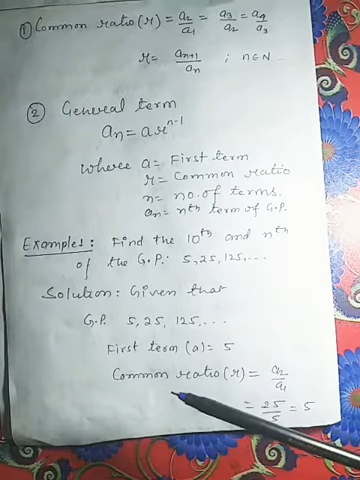 ① Common ratio (r) = a₂/a₁ = a₃/a₂ = a₄/a₃
r = aₙ₊₁/aₙ ; n∈N
② General term
aₙ = arⁿ⁻¹
Where a = First term
r = Common ratio
n = no. of terms.
aₙ = nᵗʰ term of G.P.
Examples: Find the 10ᵗʰ and nᵗʰ
of the G.P: 5, 25, 125, ...
Solution: Given that
G.P. 5, 25, 125, ...
First term (a) = 5
Common ratio (r) = a₂/a₁
= 25/5 = 5